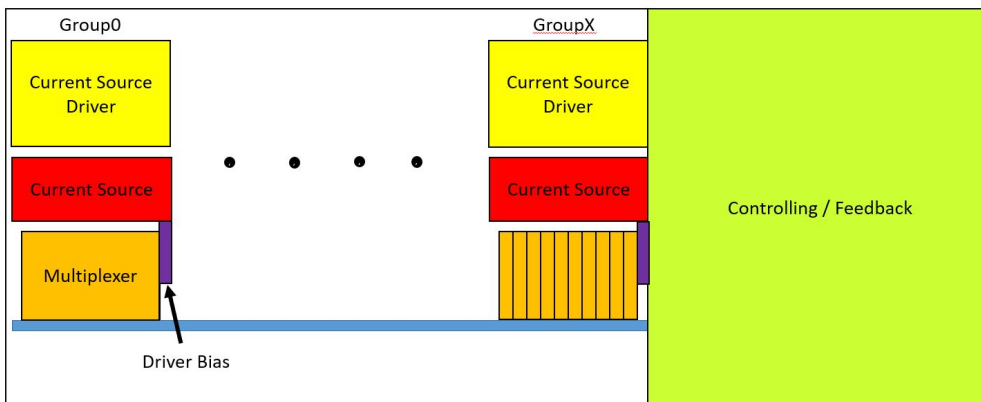 Group0
GroupX
Current Source
Driver
Current Source
Driver
Current Source
Current Source
Controlling / Feedback
Multiplexer
Driver Bias